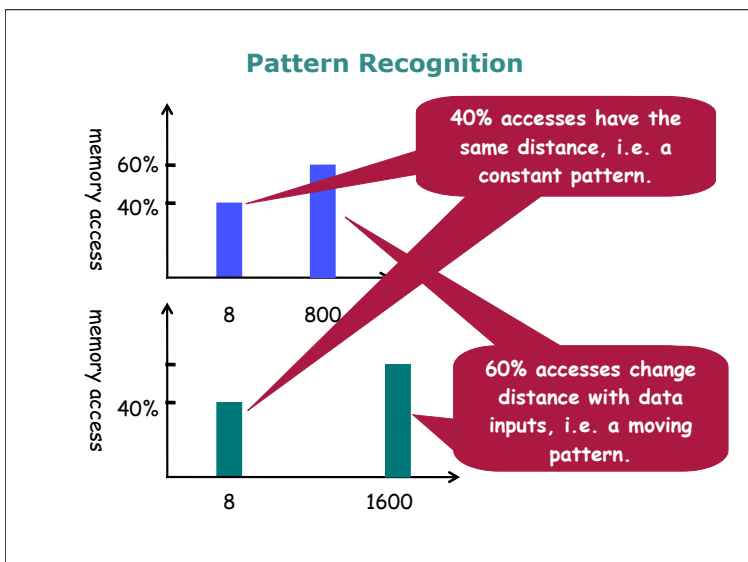 Pattern Recognition
40% accesses have the
same distance, i.e. a
constant pattern.
memory access
60%
40%
8
800
memory access
40%
8
1600
60% accesses change
distance with data
inputs, i.e. a moving
pattern.